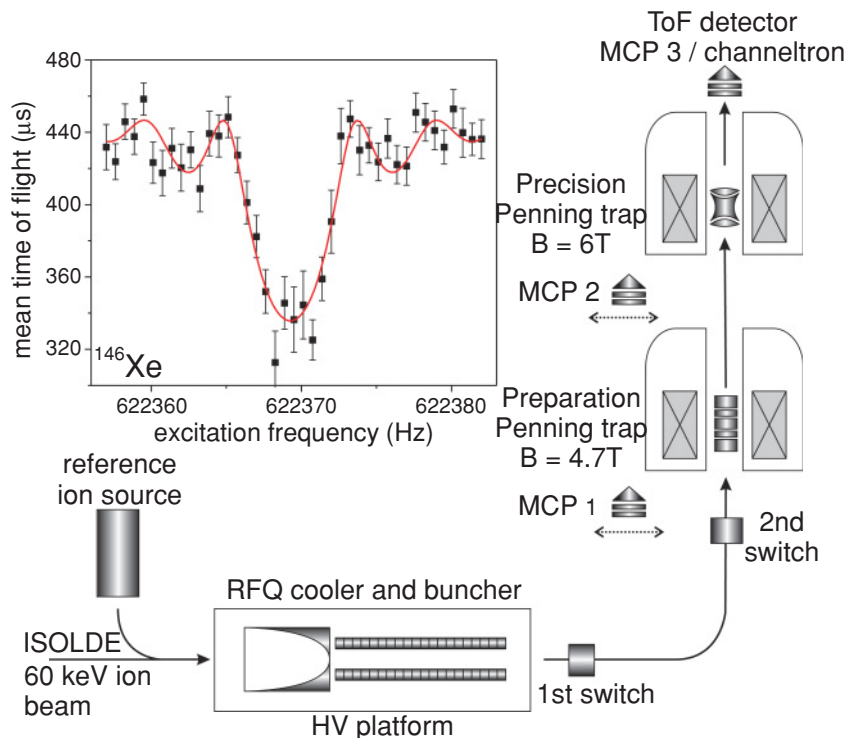 ToF detector
MCP 3 / channeltron
480
440
400
360
320
mean time of flight (μs)
¹⁴⁶Xe
622360
622370
622380
excitation frequency (Hz)
Precision
Penning trap
B = 6T
MCP 2
Preparation
Penning trap
B = 4.7T
MCP 1
2nd
switch
reference
ion source
RFQ cooler and buncher
ISOLDE
60 keV ion
beam
1st switch
HV platform